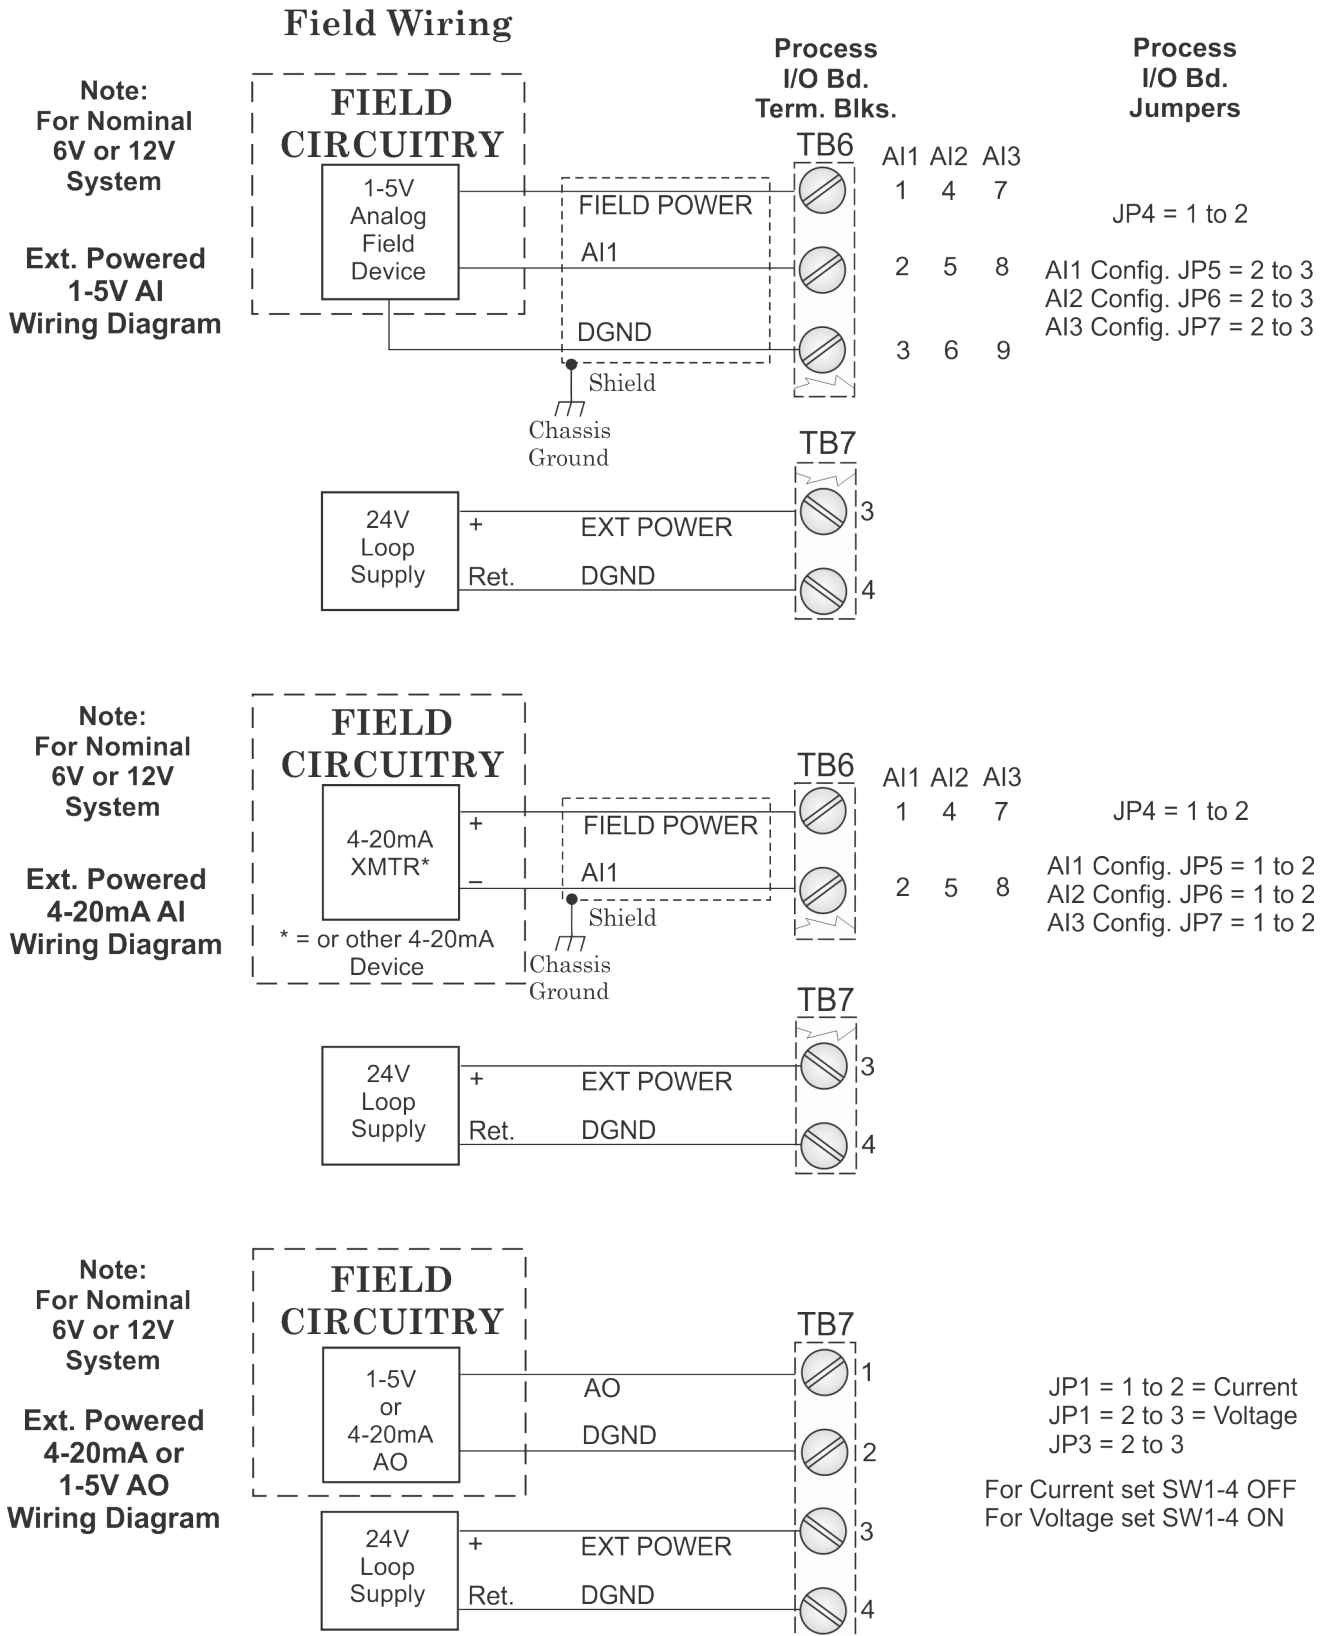 Field Wiring
Process
I/O Bd.
Term. Blks.
Process
I/O Bd.
Jumpers
Note:
For Nominal
6V or 12V
System
Ext. Powered
1-5V AI
Wiring Diagram
FIELD
CIRCUITRY
1-5V
Analog
Field
Device
FIELD POWER
AI1
DGND
Shield
Chassis
Ground
TB6
AI1 AI2 AI3
1 4 7
2 5 8
3 6 9
JP4 = 1 to 2
AI1 Config. JP5 = 2 to 3
AI2 Config. JP6 = 2 to 3
AI3 Config. JP7 = 2 to 3
TB7
24V
Loop
Supply
+
EXT POWER
3
Ret.
DGND
4
Note:
For Nominal
6V or 12V
System
Ext. Powered
4-20mA AI
Wiring Diagram
FIELD
CIRCUITRY
4-20mA
XMTR*
* = or other 4-20mA
Device
+
FIELD POWER
–
AI1
Shield
Chassis
Ground
TB6
AI1 AI2 AI3
1 4 7
2 5 8
JP4 = 1 to 2
AI1 Config. JP5 = 1 to 2
AI2 Config. JP6 = 1 to 2
AI3 Config. JP7 = 1 to 2
TB7
24V
Loop
Supply
+
EXT POWER
3
Ret.
DGND
4
Note:
For Nominal
6V or 12V
System
Ext. Powered
4-20mA or
1-5V AO
Wiring Diagram
FIELD
CIRCUITRY
1-5V
or
4-20mA
AO
AO
DGND
TB7
1
2
JP1 = 1 to 2 = Current
JP1 = 2 to 3 = Voltage
JP3 = 2 to 3
For Current set SW1-4 OFF
For Voltage set SW1-4 ON
24V
Loop
Supply
+
EXT POWER
3
Ret.
DGND
4